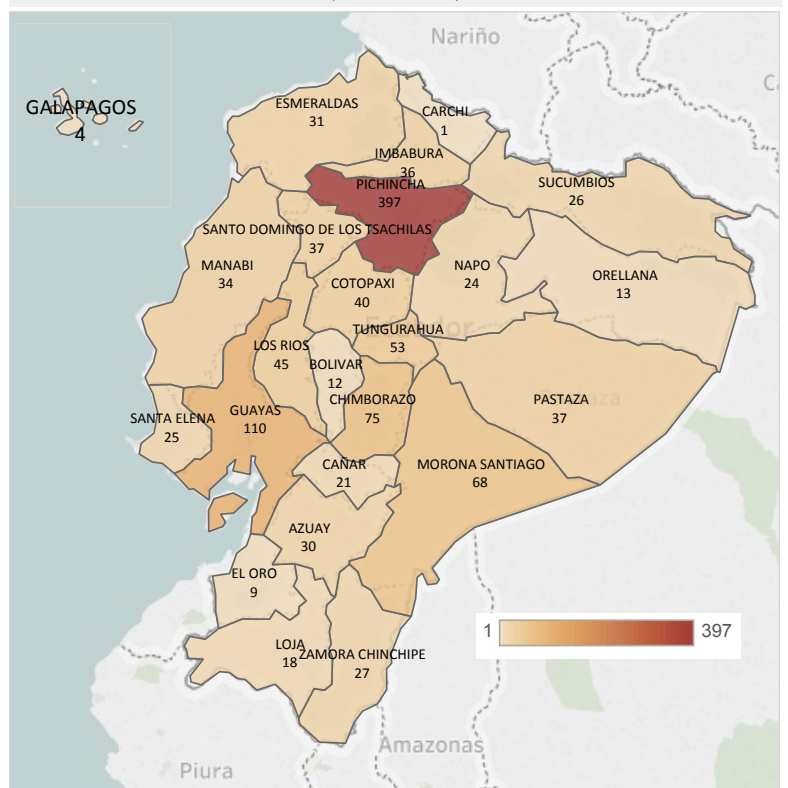 Nariño
GALAPAGOS
4
ESMERALDAS
31
CARCHI
1
IMBABURA
36
PICHINCHA
397
SUCUMBIOS
26
SANTO DOMINGO DE LOS TSACHILAS
37
MANABI
34
COTOPAXI
40
NAPO
24
ORELLANA
13
Ecuador
TUNGURAHUA
53
LOS RIOS
45
BOLIVAR
12
CHIMBORAZO
75
PASTAZA
37
SANTA ELENA
25
GUAYAS
110
CAÑAR
21
MORONA SANTIAGO
68
AZUAY
30
EL ORO
9
1
397
LOJA
18
ZAMORA CHINCHIPE
27
Amazonas
Piura